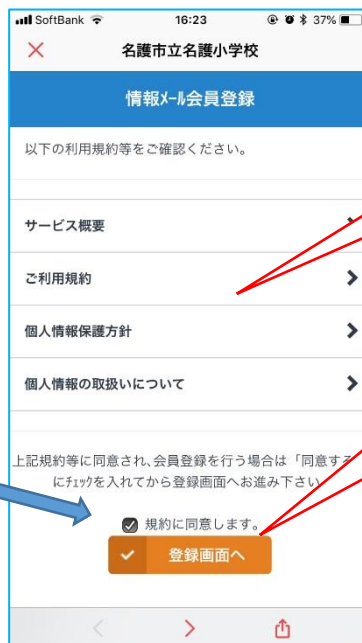 SoftBank 16:23 37%
名護市立名護小学校
情報ﾒｰﾙ会員登録
以下の利用規約等をご確認ください。
サービス概要
ご利用規約
個人情報保護方針
個人情報の取扱いについて
上記規約等に同意され、会員登録を行う場合は「同意する
にﾁｪｯｸを入れてから登録画面へお進み下さい
規約に同意します。
登録画面へ